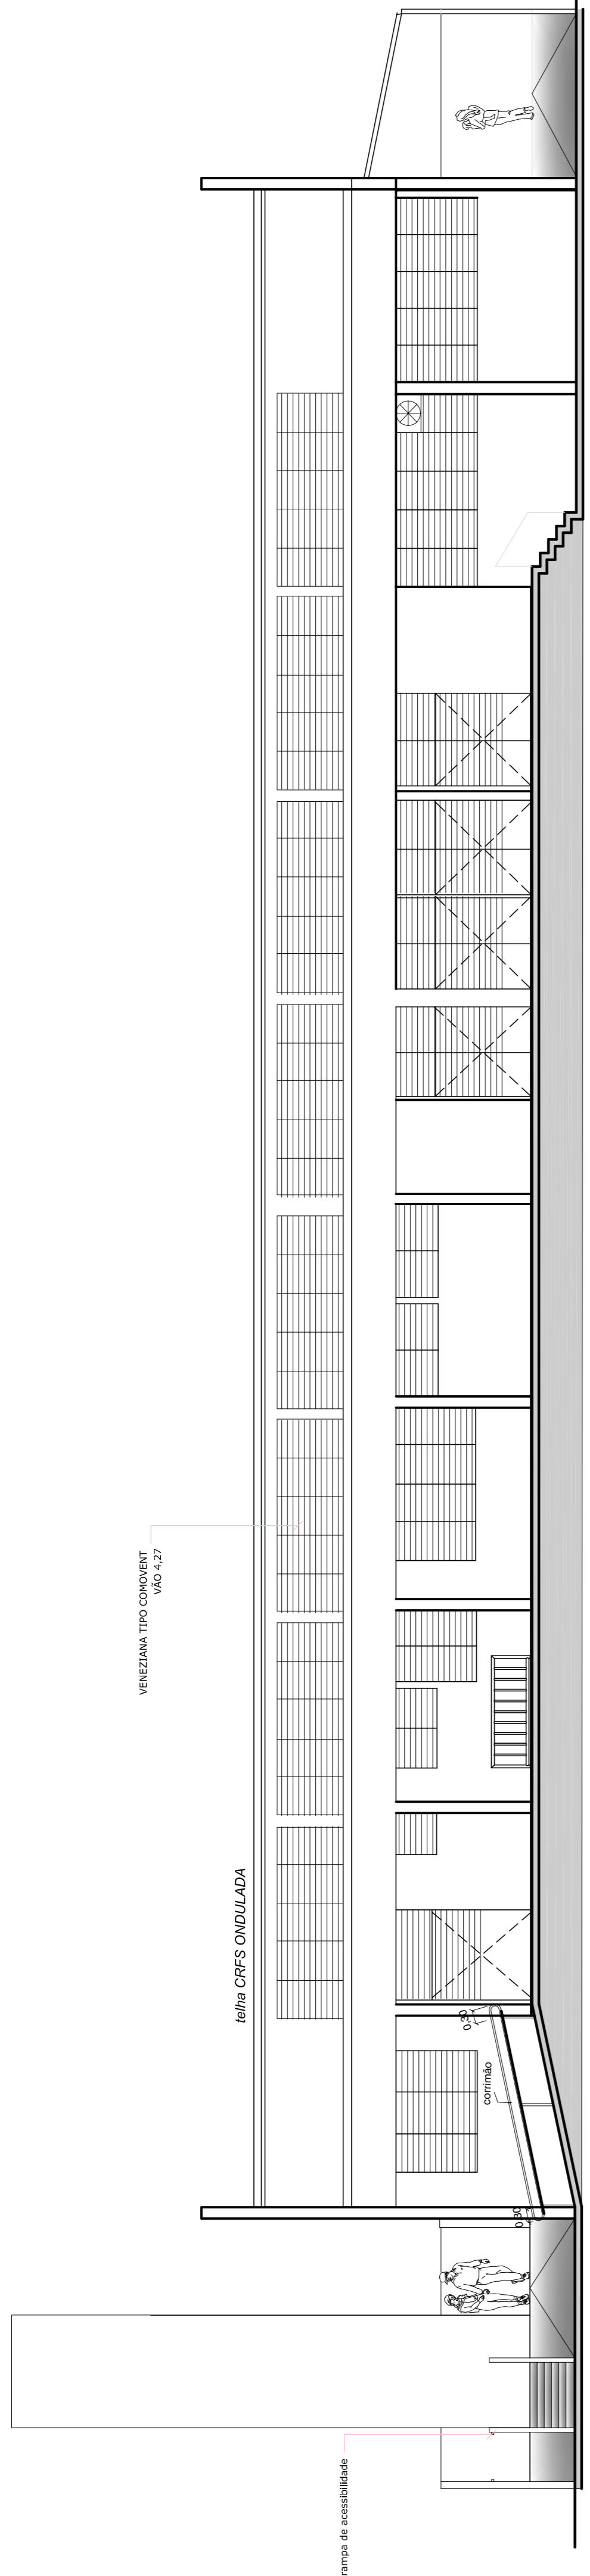 VENEZIANA TIPO COMOVENT
VÃO 4,27
telha CRFS ONDULADA
0.30
corrimão
0.30
rampa de acessibilidade